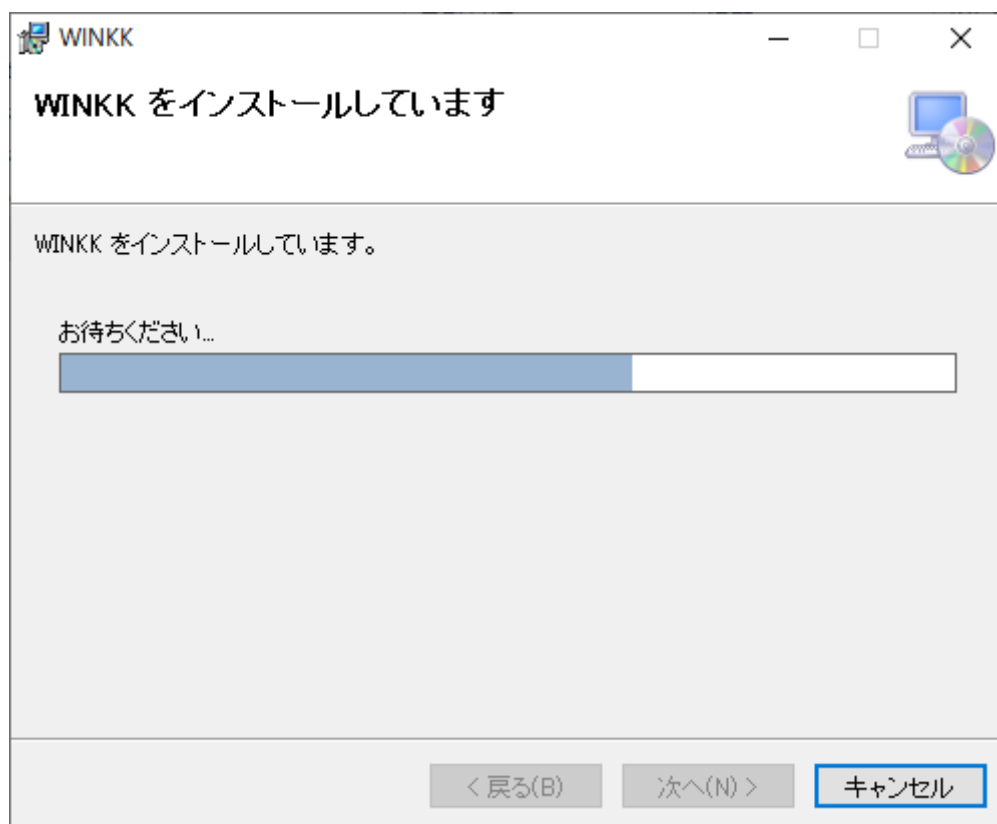 WINKK
WINKK をインストールしています
WINKK をインストールしています。
お待ちください...
< 戻る(B)
次へ(N) >
キャンセル